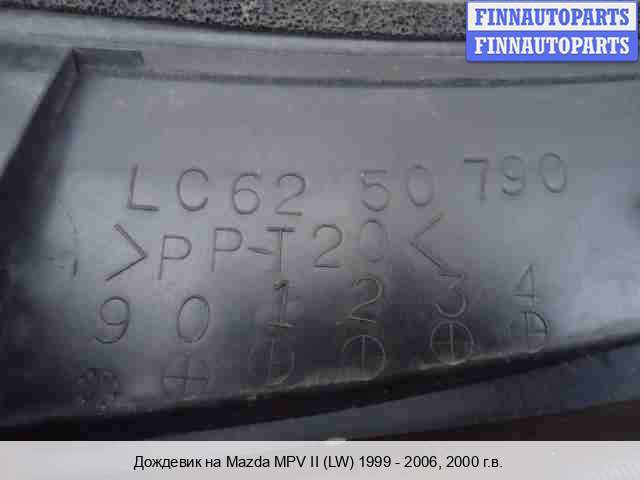 FINNAUTOPARTS
FINNAUTOPARTS
LC62 50 790
>PP-T20<
9 0 1 2 3 4
Дождевик на Mazda MPV II (LW) 1999 - 2006, 2000 г.в.